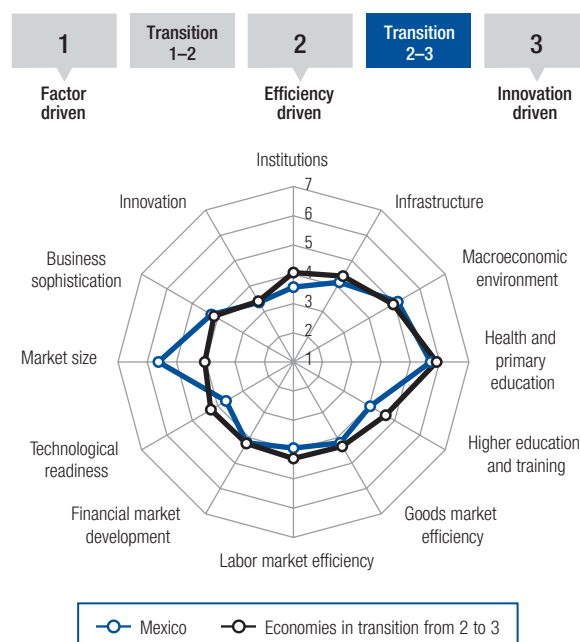 1
Transition
1–2
2
Transition
2–3
3
Factor
driven
Efficiency
driven
Innovation
driven
Institutions
Innovation
Infrastructure
Business
sophistication
Macroeconomic
environment
Market size
Health and
primary
education
Technological
readiness
Higher education
and training
Financial market
development
Goods market
efficiency
Labor market efficiency
7
6
5
4
3
2
1
Mexico
Economies in transition from 2 to 3